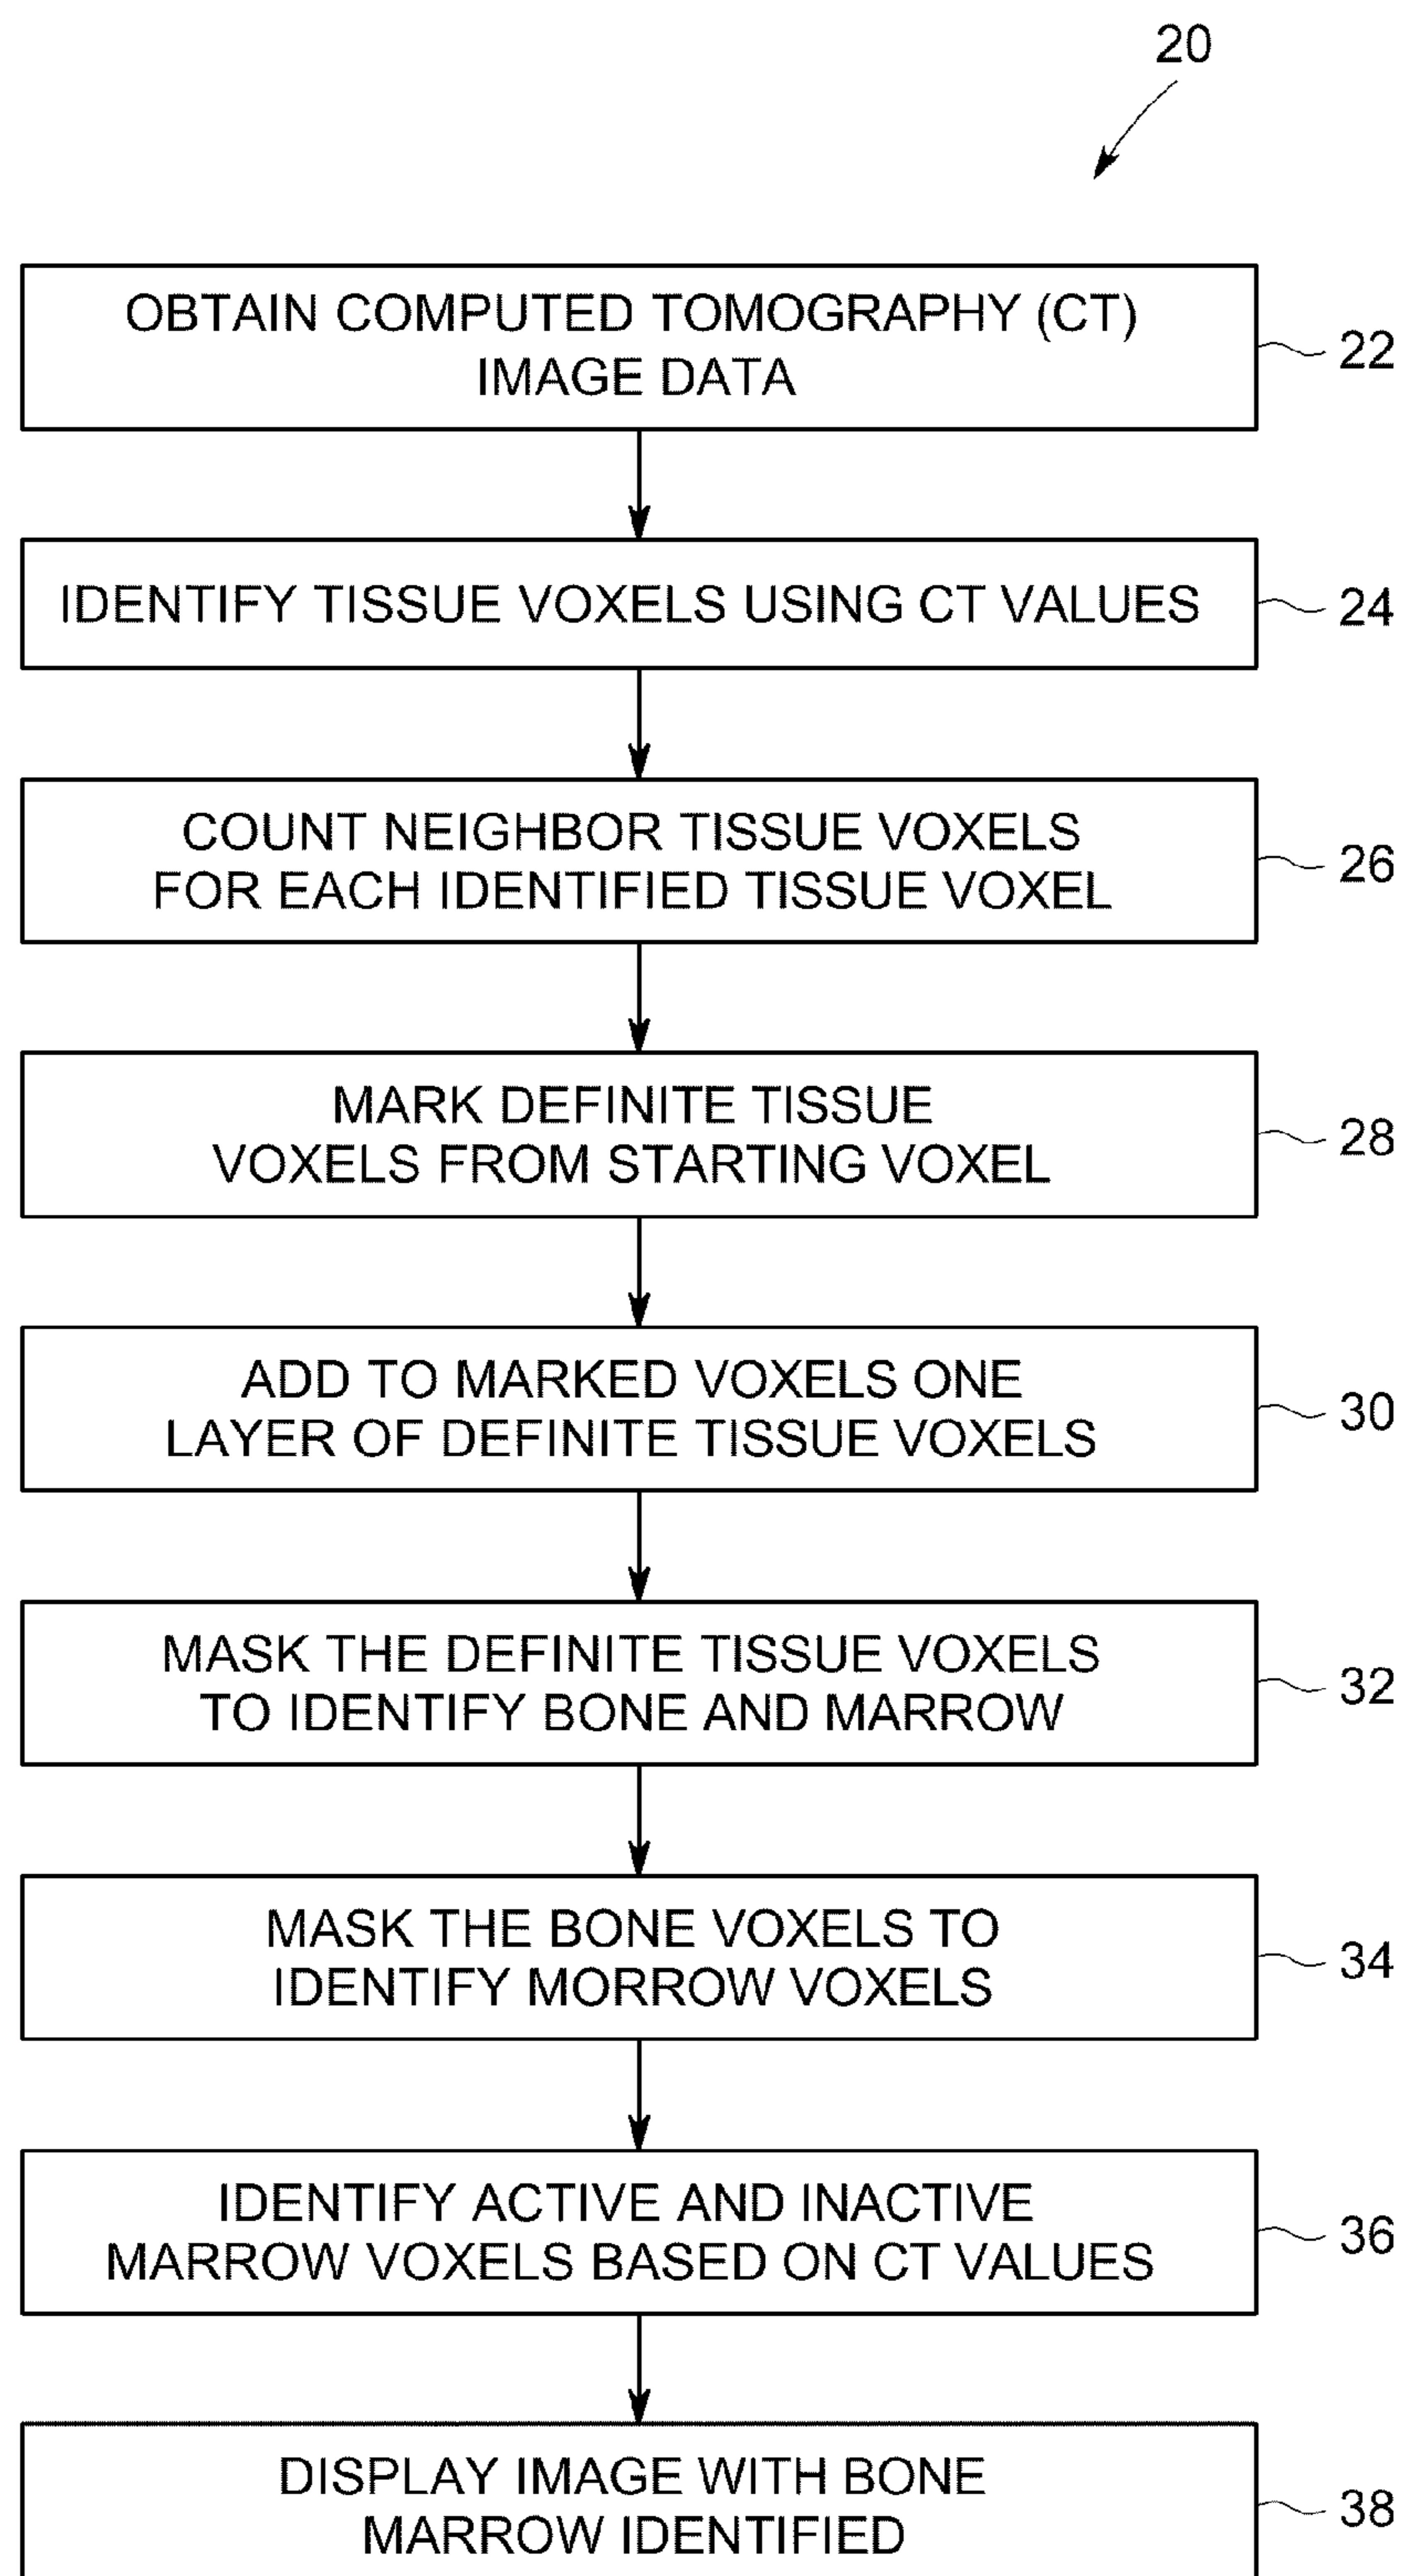 20
OBTAIN COMPUTED TOMOGRAPHY (CT)
IMAGE DATA
22
IDENTIFY TISSUE VOXELS USING CT VALUES
24
COUNT NEIGHBOR TISSUE VOXELS
FOR EACH IDENTIFIED TISSUE VOXEL
26
MARK DEFINITE TISSUE
VOXELS FROM STARTING VOXEL
28
ADD TO MARKED VOXELS ONE
LAYER OF DEFINITE TISSUE VOXELS
30
MASK THE DEFINITE TISSUE VOXELS
TO IDENTIFY BONE AND MARROW
32
MASK THE BONE VOXELS TO
IDENTIFY MORROW VOXELS
34
IDENTIFY ACTIVE AND INACTIVE
MARROW VOXELS BASED ON CT VALUES
36
DISPLAY IMAGE WITH BONE
MARROW IDENTIFIED
38